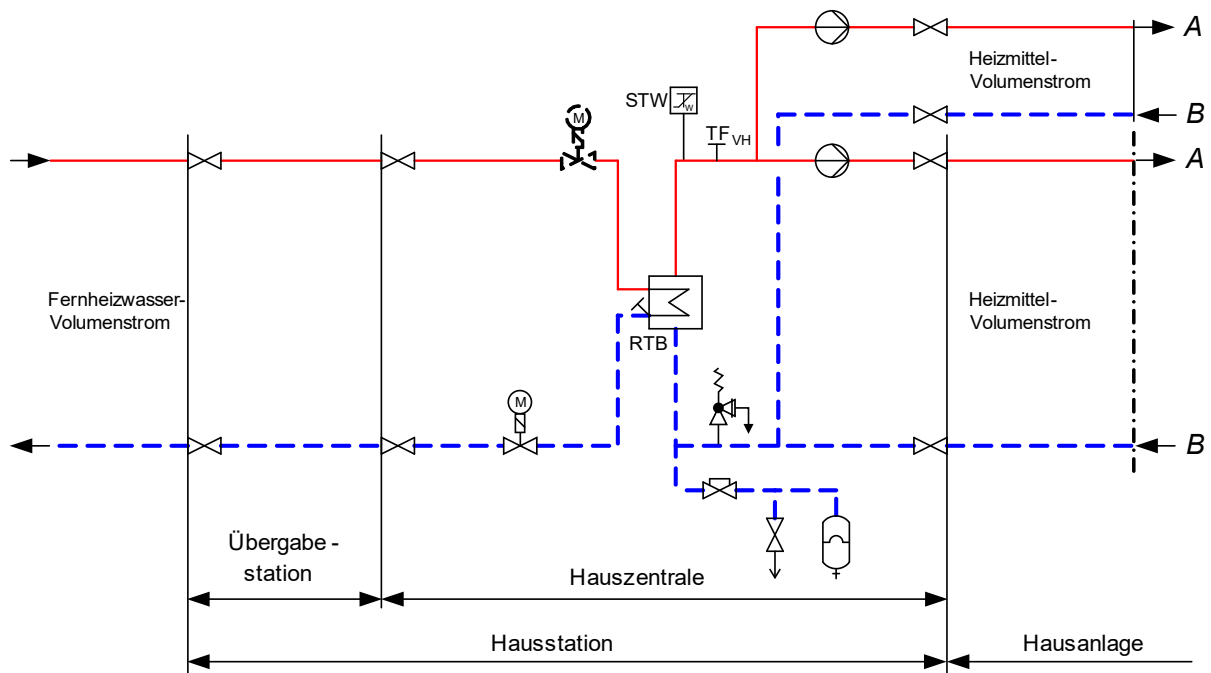 A
Heizmittel-
Volumenstrom
STW
W
M
TF VH
B
A
Fernheizwasser-
Volumenstrom
Heizmittel-
Volumenstrom
RTB
M
B
Übergabe -
station
Hauszentrale
Hausstation
Hausanlage